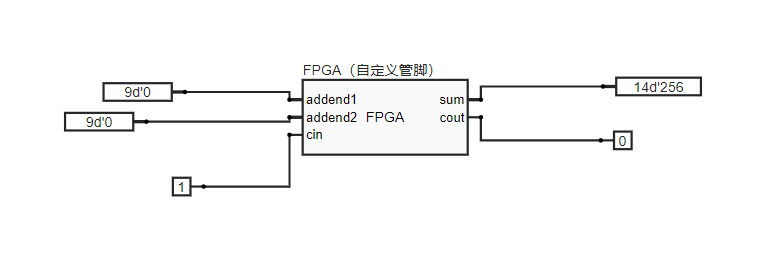 FPGA（自定义管脚）
9d'0
addend1
sum
14d'256
9d'0
addend2
FPGA
cout
cin
0
1